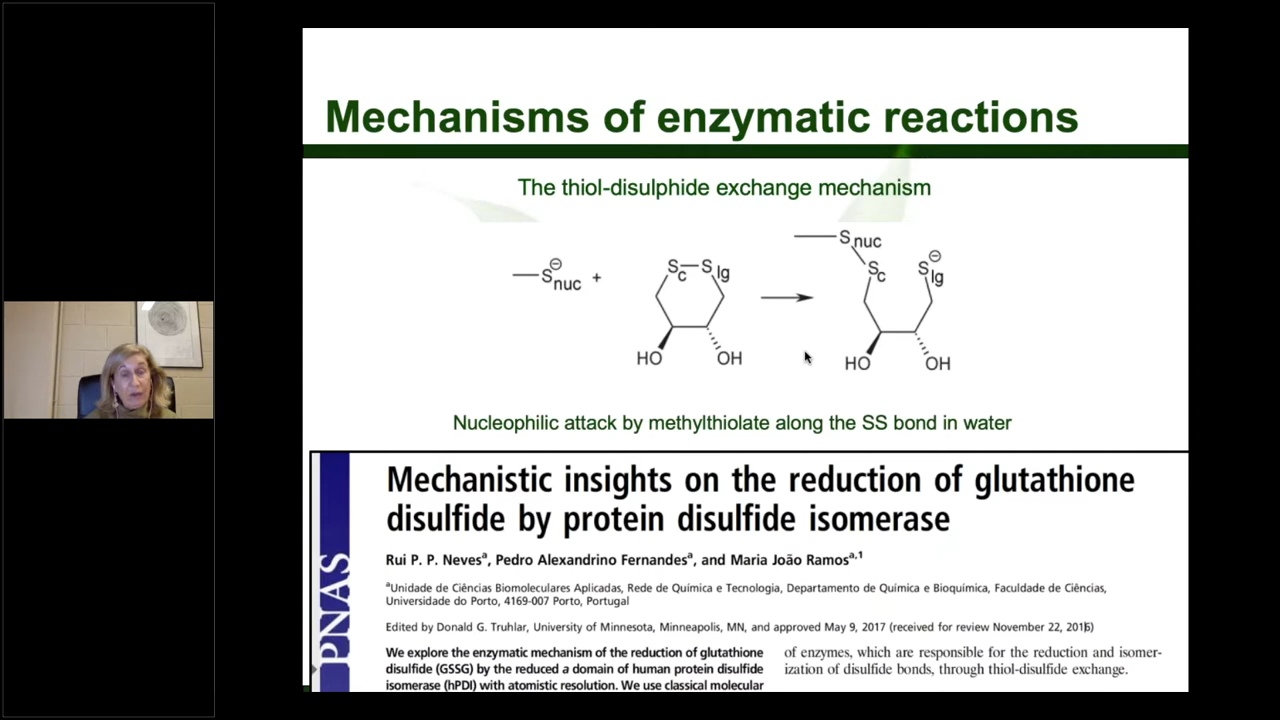 Mechanisms of enzymatic reactions
The thiol-disulphide exchange mechanism
S nuc
S c S lg
S ⊖ nuc +
S c — S lg
S ⊖ lg
HO OH
HO OH
Nucleophilic attack by methylthiolate along the SS bond in water
PNAS
Mechanistic insights on the reduction of glutathione
disulfide by protein disulfide isomerase
Rui P. P. Nevesᵃ, Pedro Alexandrino Fernandesᵃ, and Maria João Ramosᵃ,¹
ᵃUnidade de Ciências Biomoleculares Aplicadas, Rede de Química e Tecnologia, Departamento de Química e Bioquímica, Faculdade de Ciências,
Universidade do Porto, 4169-007 Porto, Portugal
Edited by Donald G. Truhlar, University of Minnesota, Minneapolis, MN, and approved May 9, 2017 (received for review November 22, 2016)
We explore the enzymatic mechanism of the reduction of glutathione
disulfide (GSSG) by the reduced a domain of human protein disulfide
isomerase (hPDI) with atomistic resolution. We use classical molecular
of enzymes, which are responsible for the reduction and isomer-
ization of disulfide bonds, through thiol-disulfide exchange.